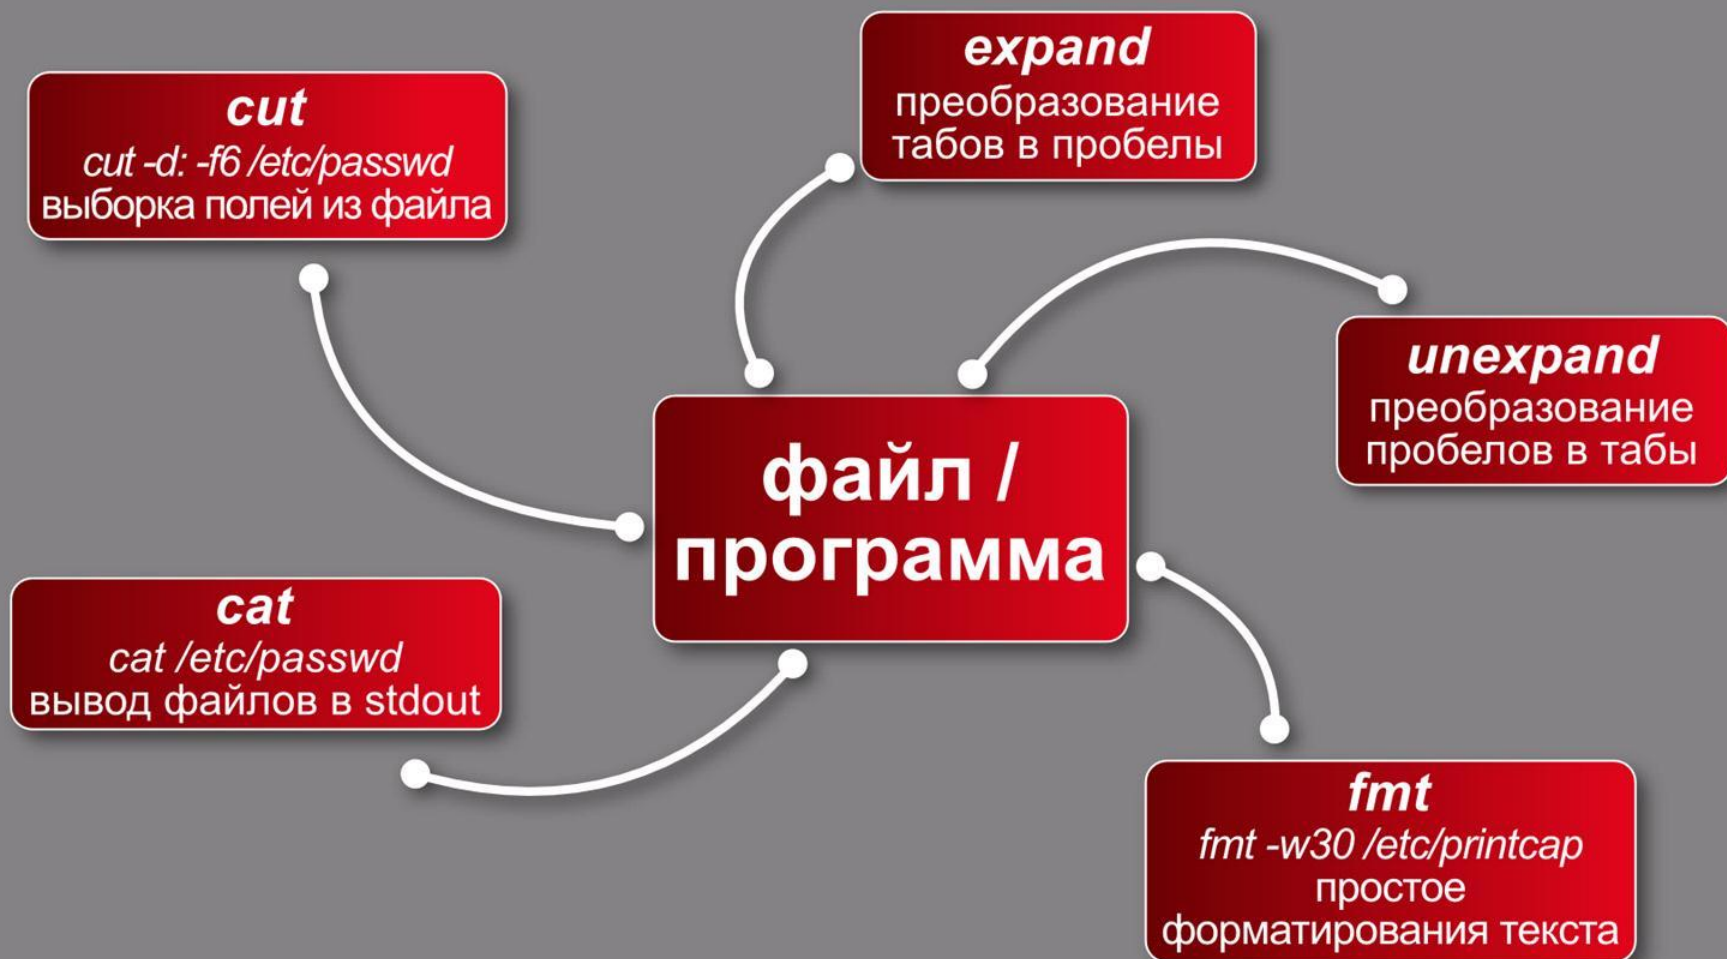 expand
преобразование
табов в пробелы
cut
cut -d: -f6 /etc/passwd
выборка полей из файла
unexpand
преобразование
пробелов в табы
файл /
программа
cat
cat /etc/passwd
вывод файлов в stdout
fmt
fmt -w30 /etc/printcap
простое
форматирования текста